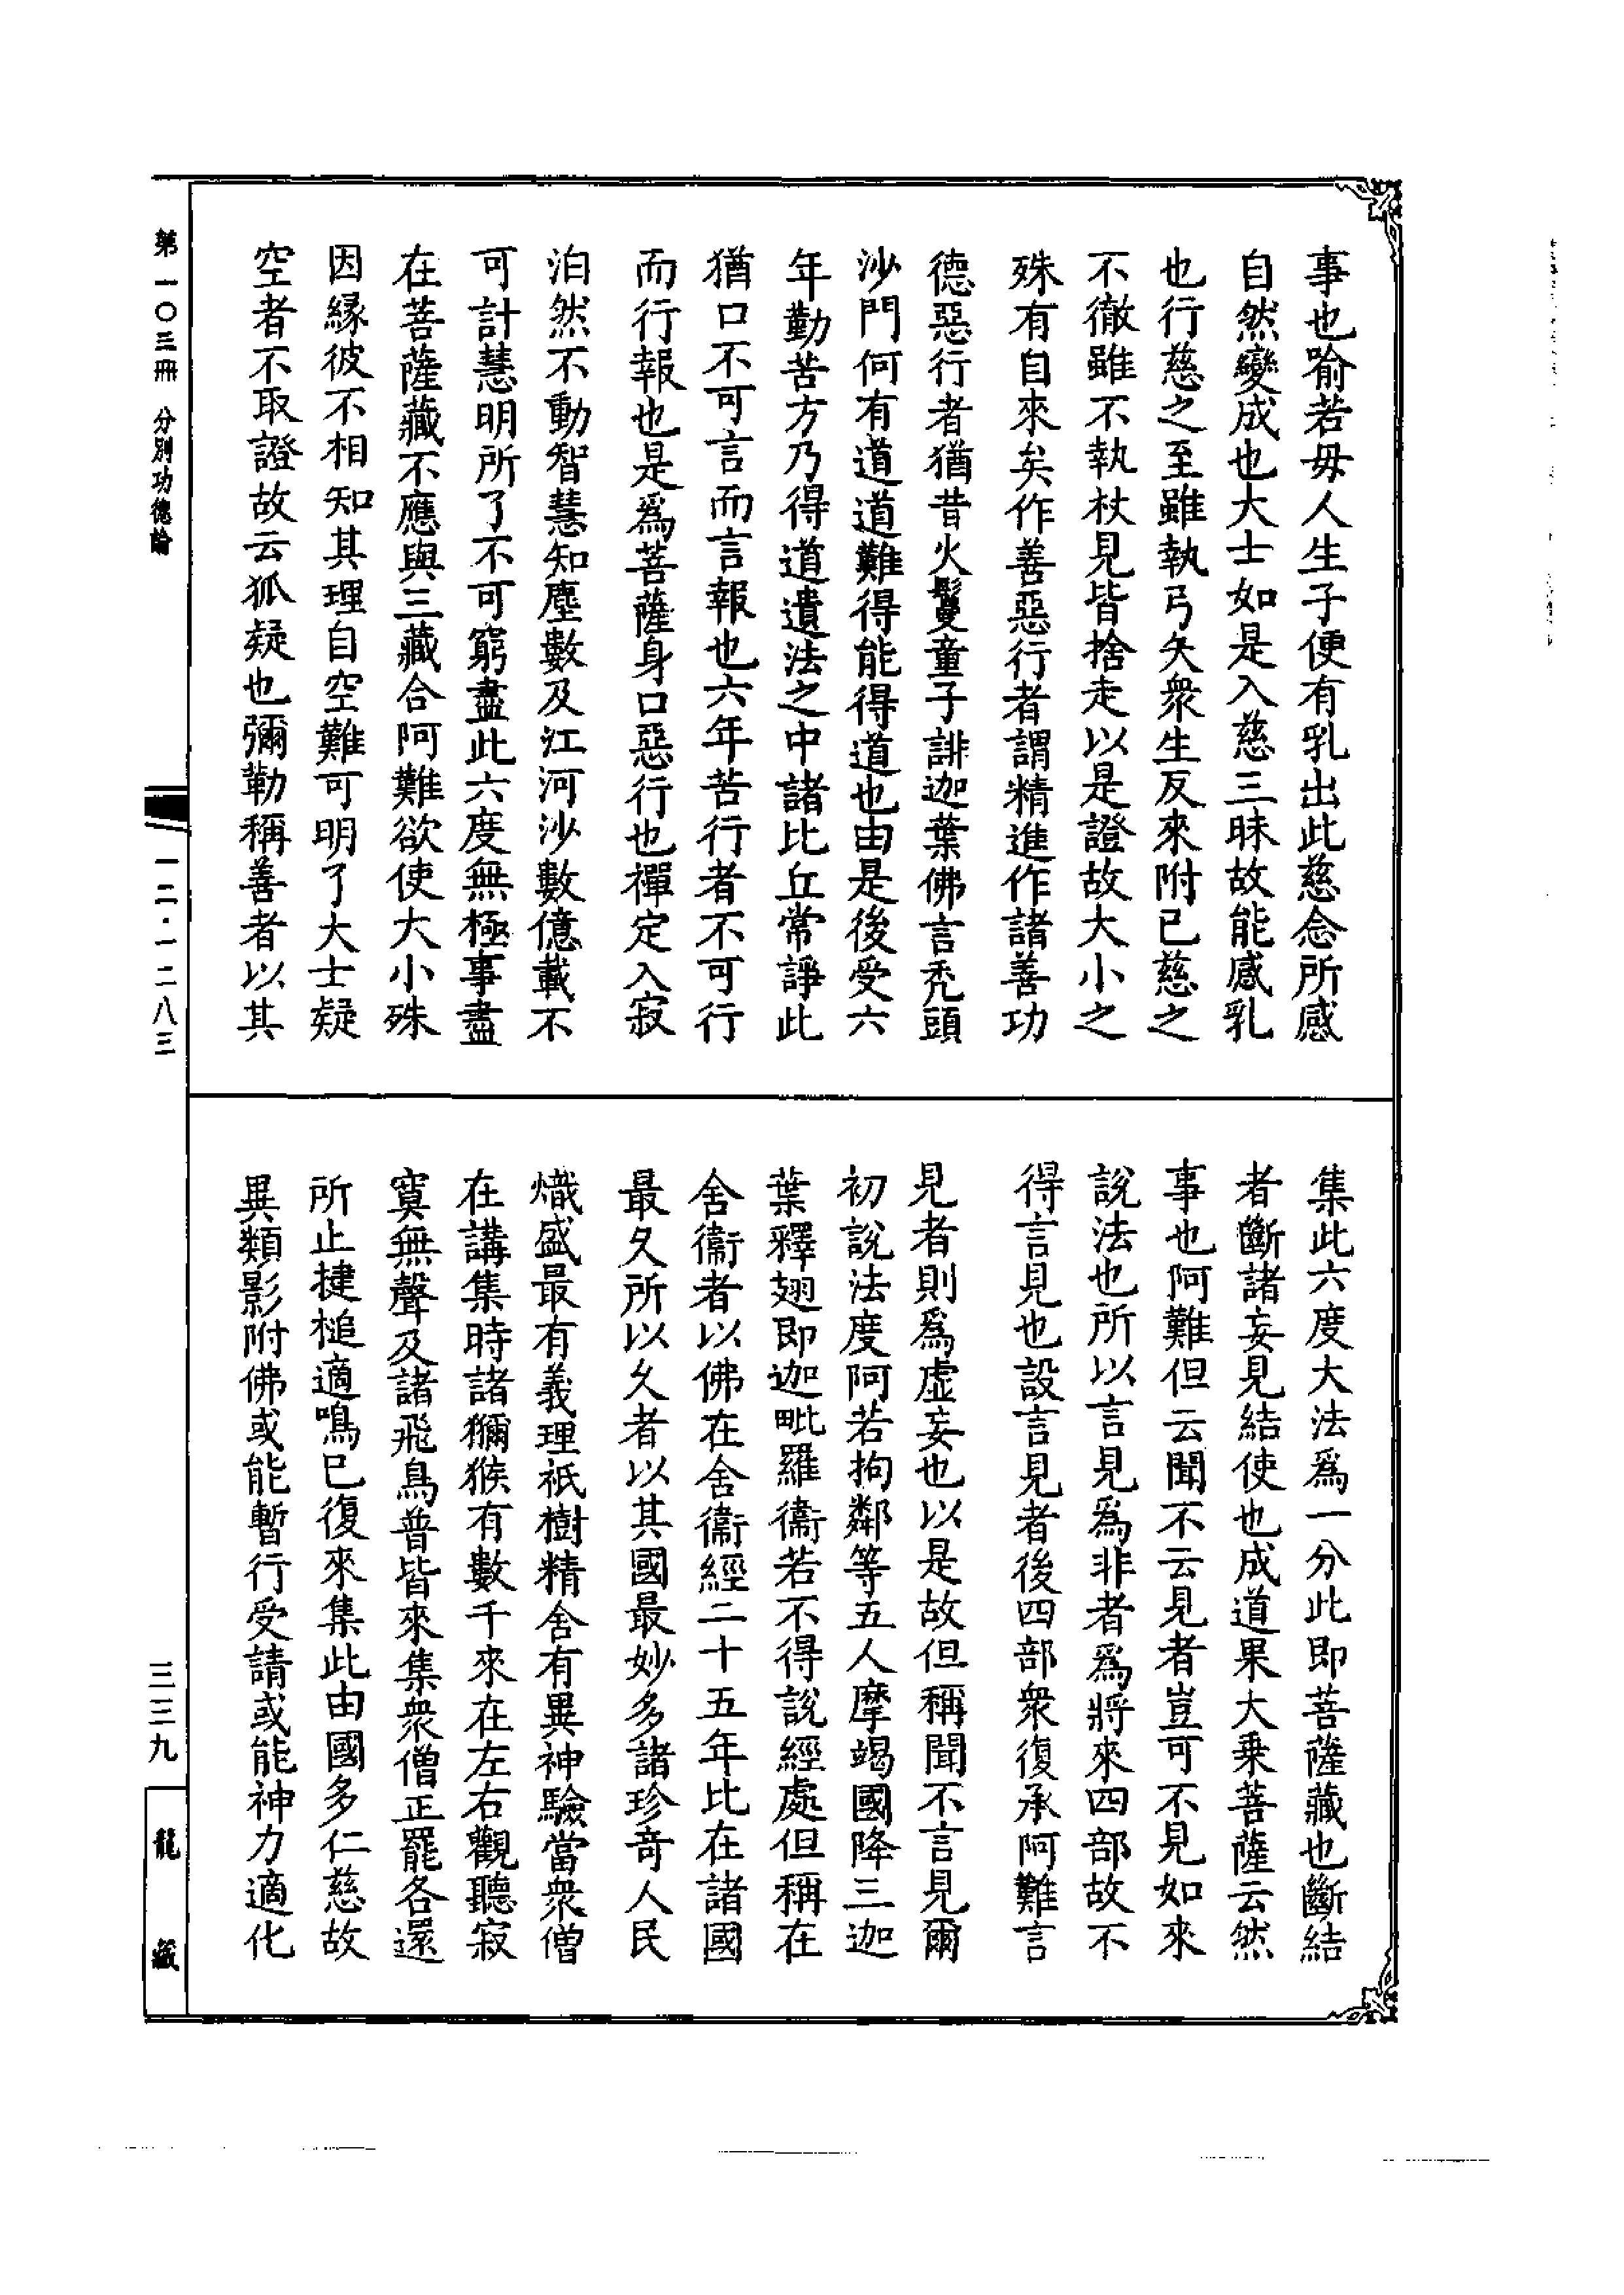 事也喻若毋人生子便有乳出此慈念所感
自然變成也大士如是入慈三昧故能感乳
也行慈之至雖執弓矢衆生反來附已慈之
不徹雖不執杖見皆捨走以是證故大小之
殊有自來矣作善惡行者謂精進作諸善功
德惡行者猶昔火鬘童子誹迦葉佛言禿頭
沙門何有道道難得能得道也由是後受六
年勤苦方乃得道遺法之中諸比丘常諍此
猶口不可言而言報也六年苦行者不可行
而行報也是爲菩薩身口惡行也禪定入寂
泊然不動智慧知塵數及江河沙數億載不
可計慧明所了不可窮盡此六度無極事盡
在菩薩藏不應與三藏合阿難欲使大小殊
因緣彼不相知其理自空難可明了大士疑
空者不取證故云狐疑也彌勒稱善者以其
集此六度大法爲一分此即菩薩藏也斷結
者斷諸妄見結使也成道果大乘菩薩云然
事也阿難但云聞不云見者豈可不見如來
說法也所以言見爲非者爲將來四部故不
得言見也設言見者後四部衆復承阿難言
見者則爲虛妄也以是故但稱聞不言見爾
初說法度阿若拘鄰等五人摩竭國降三迦
葉釋翅即迦毗羅衞若不得說經處但稱在
舍衞者以佛在舍衞經二十五年比在諸國
最久所以久者以其國最妙多諸珍奇人民
熾盛最有義理祇樹精舍有異神驗當衆僧
在講集時諸獼猴有數千來在左右觀聽寂
寞無聲及諸飛鳥普皆來集衆僧正罷各還
所止揵槌適鳴已復來集此由國多仁慈故
異類影附佛或能暫行受請或能神力適化
第一〇三冊 分別功德論
一二·一二八三
三三九
龍藏